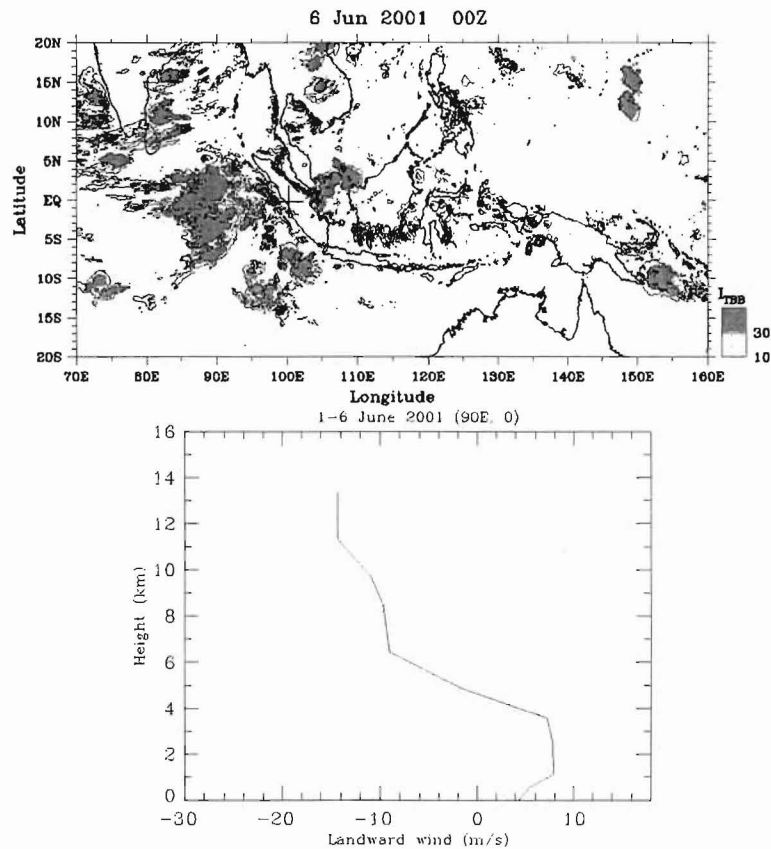 6 Jun 2001 00Z
20N
15N
10N
5N
EQ
5S
10S
15S
20S
Latitude
70E 80E 90E 100E 110E 120E 130E 140E 150E 160E
Longitude
I_TBB
30
10
1-6 June 2001 (90E, 0)
16
14
12
10
8
6
4
2
0
Height (km)
-30 -20 -10 0 10
Landward wind (m/s)